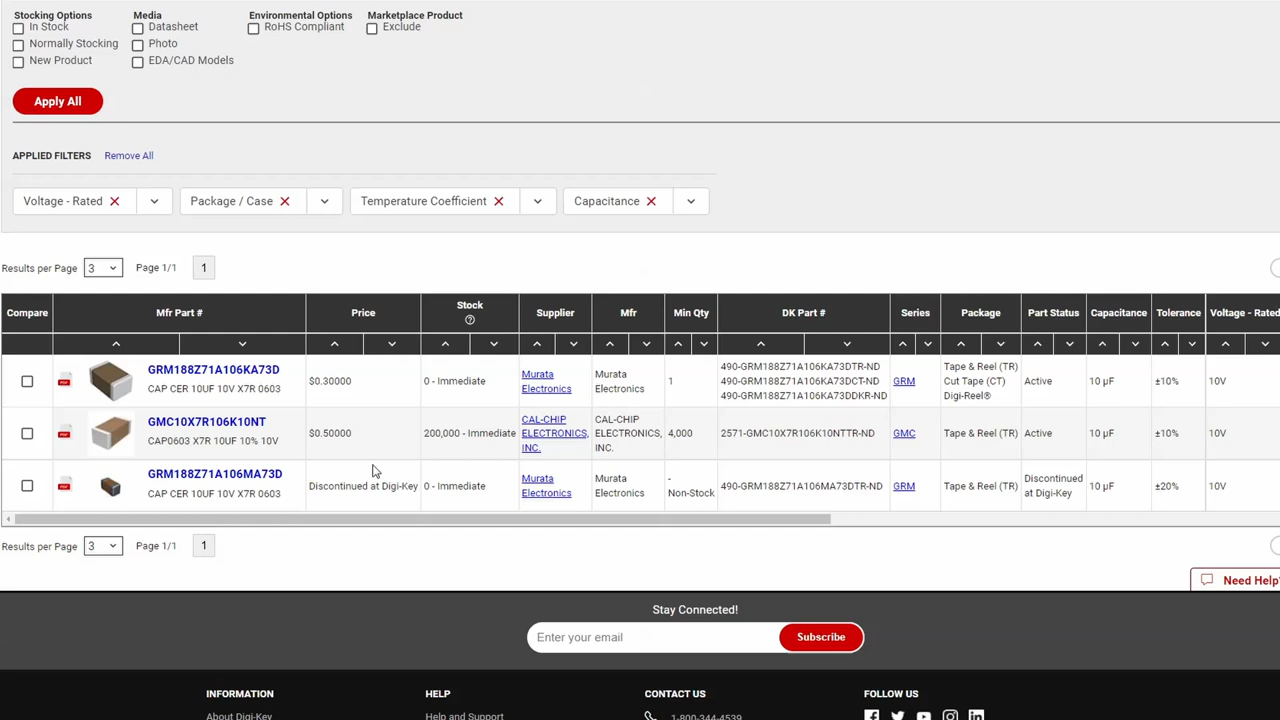 Stocking Options
In Stock
Normally Stocking
New Product
Media
Datasheet
Photo
EDA/CAD Models
Environmental Options
RoHS Compliant
Marketplace Product
Exclude
Apply All
APPLIED FILTERS Remove All
Voltage - Rated Package / Case Temperature Coefficient Capacitance
Results per Page 3 Page 1/1 1
Compare Mfr Part # Price Stock Supplier Mfr Min Qty DK Part # Series Package Part Status Capacitance Tolerance Voltage - Rated
GRM188Z71A106KA73D
CAP CER 10UF 10V X7R 0603
$0.30000
0 - Immediate
Murata
Electronics
Murata
Electronics
1
490-GRM188Z71A106KA73DTR-ND
490-GRM188Z71A106KA73DCT-ND
490-GRM188Z71A106KA73DDKR-ND
GRM
Tape & Reel (TR)
Cut Tape (CT)
Digi-Reel®
Active
10 µF
±10%
10V
GMC10X7R106K10NT
CAP0603 X7R 10UF 10% 10V
$0.50000
200,000 - Immediate
CAL-CHIP
ELECTRONICS,
INC.
CAL-CHIP
ELECTRONICS,
INC.
4,000
2571-GMC10X7R106K10NTTR-ND
GMC
Tape & Reel (TR)
Active
10 µF
±10%
10V
GRM188Z71A106MA73D
CAP CER 10UF 10V X7R 0603
Discontinued at Digi-Key
0 - Immediate
Murata
Electronics
Murata
Electronics
-
Non-Stock
490-GRM188Z71A106MA73DTR-ND
GRM
Tape & Reel (TR)
Discontinued
at Digi-Key
10 µF
±20%
10V
Results per Page 3 Page 1/1 1
Need Help?
Stay Connected!
Enter your email Subscribe
INFORMATION
About Digi-Key
HELP
Help and Support
CONTACT US
1-800-344-4539
FOLLOW US